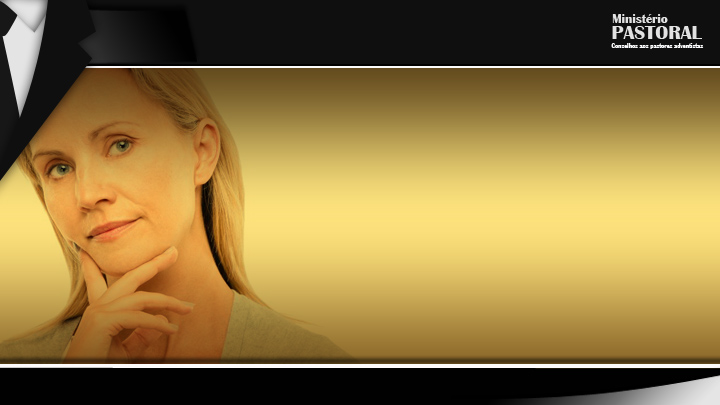 Ministério
PASTORAL
Conselhos aos pastores adventistas